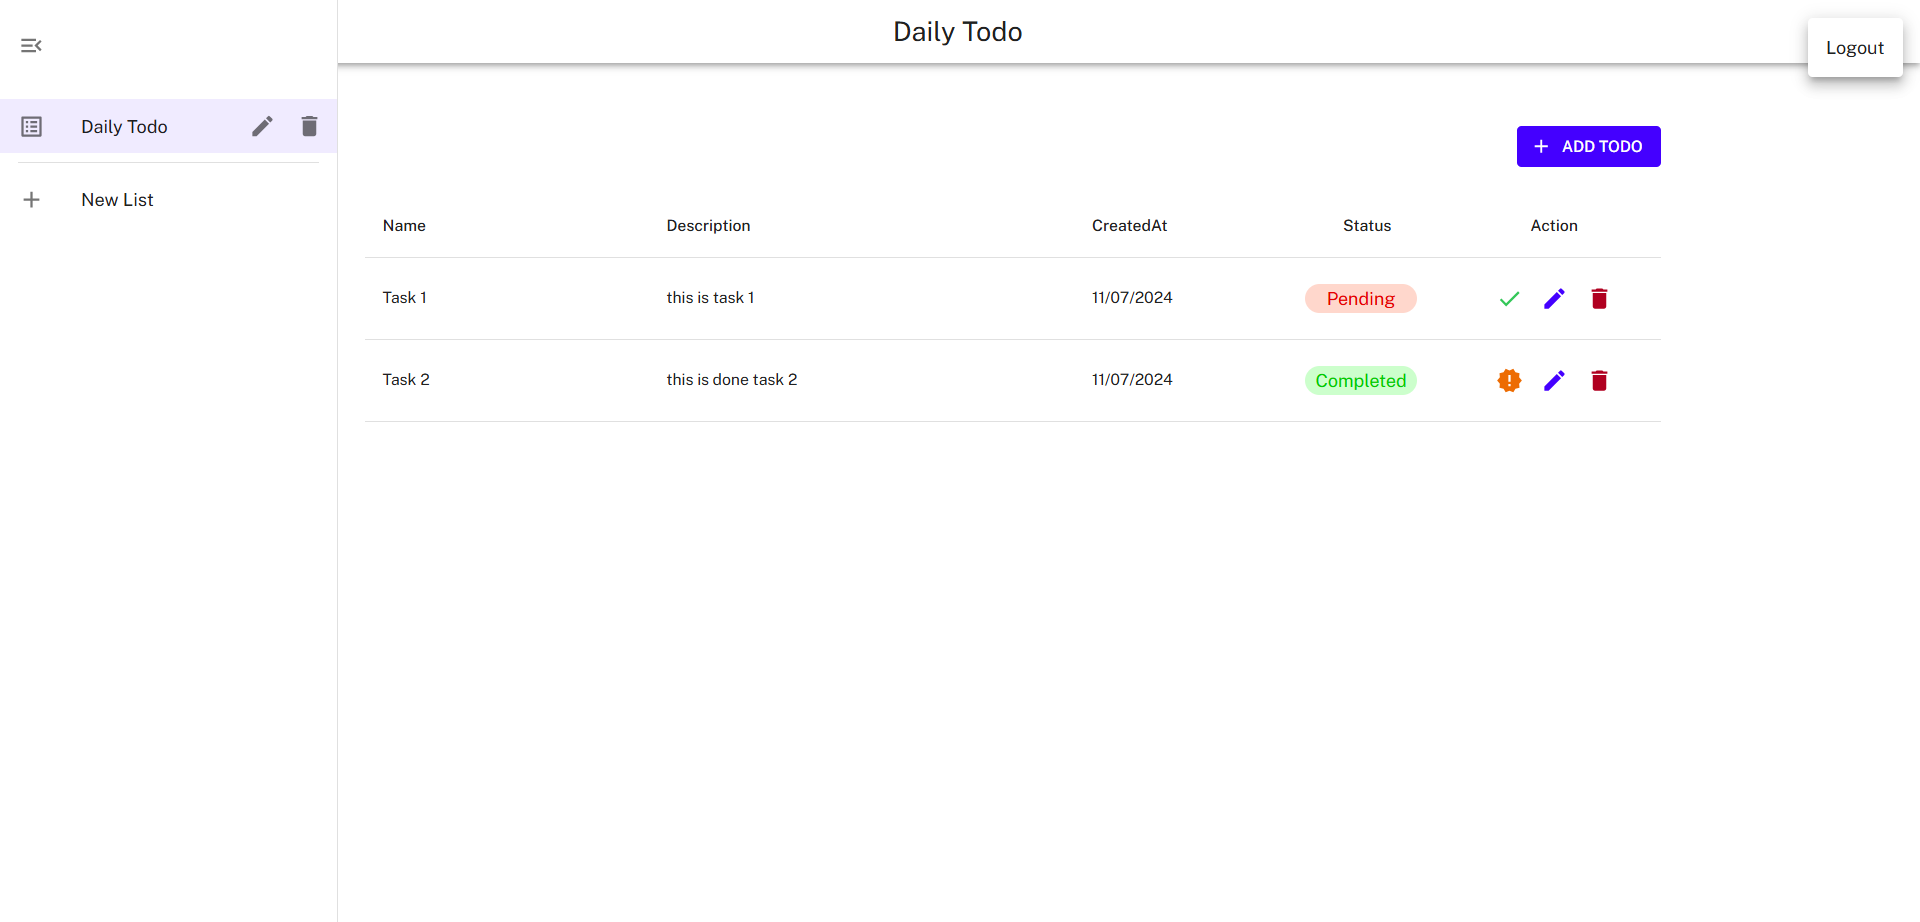 Daily Todo
Logout
Daily Todo
New List
ADD TODO
Name Description CreatedAt Status Action
Task 1 this is task 1 11/07/2024 Pending
Task 2 this is done task 2 11/07/2024 Completed